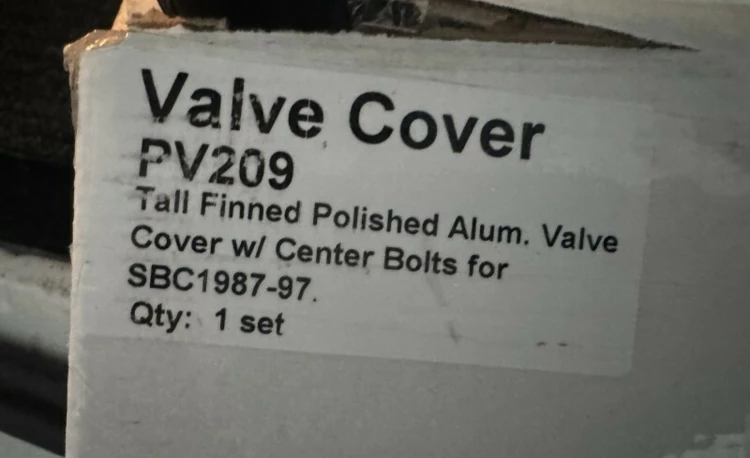 Valve Cover
PV209
Tall Finned Polished Alum. Valve
Cover w/ Center Bolts for
SBC1987-97.
Qty: 1 set